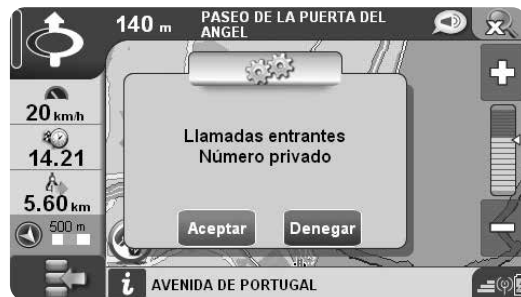 140 m
PASEO DE LA PUERTA DEL
ANGEL
20 km/h
14.21
5.60 km
500 m
Llamadas entrantes
Número privado
Aceptar
Denegar
i AVENIDA DE PORTUGAL